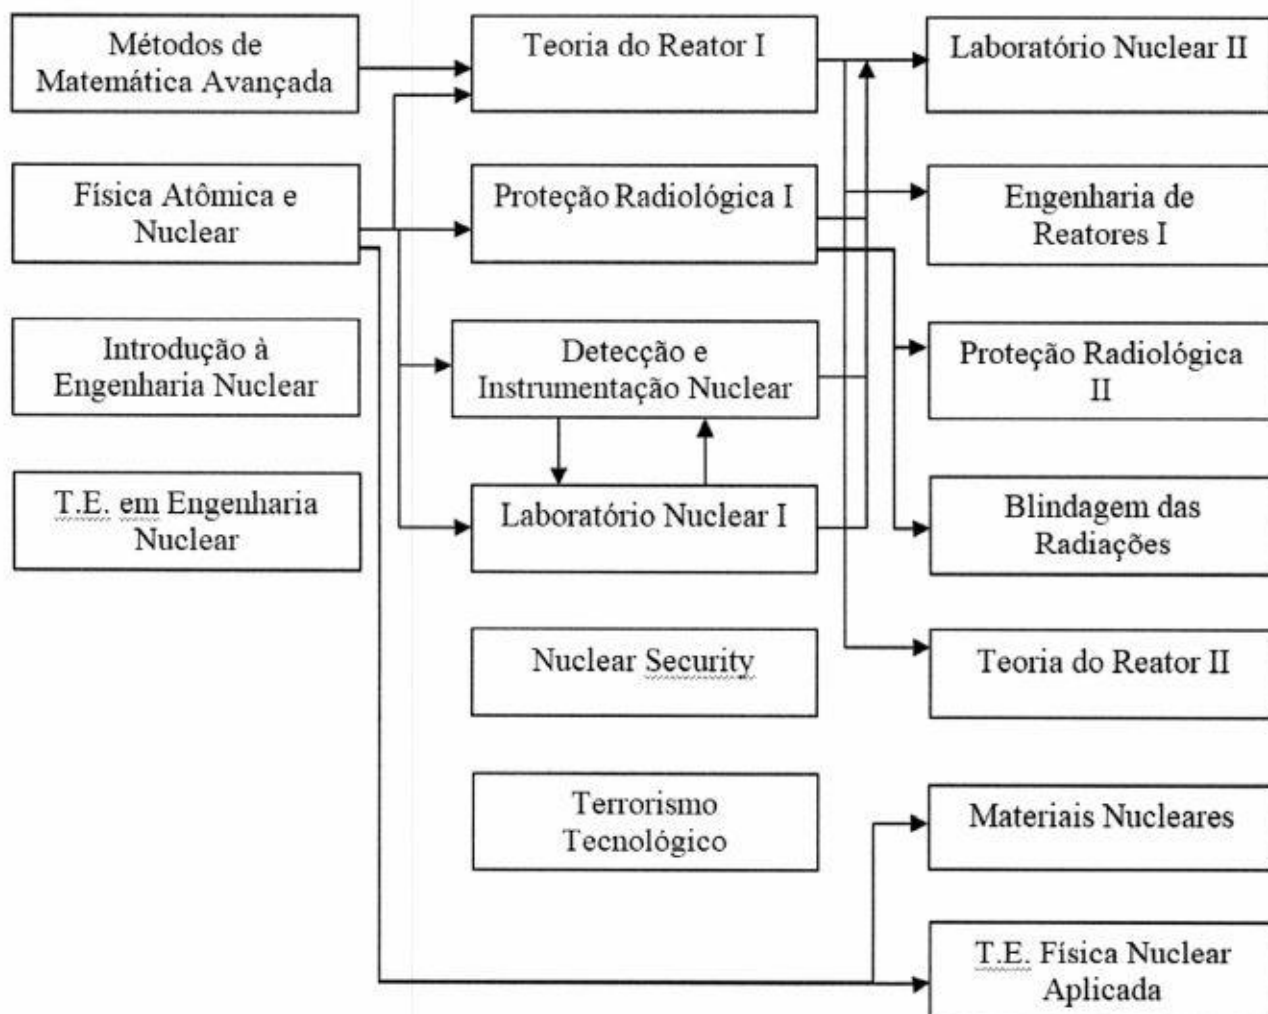 Métodos de
Matemática Avançada
Física Atômica e
Nuclear
Introdução à
Engenharia Nuclear
T.E. em Engenharia
Nuclear
Teoria do Reator I
Proteção Radiológica I
Detecção e
Instrumentação Nuclear
Laboratório Nuclear I
Nuclear Security
Terrorismo
Tecnológico
Laboratório Nuclear II
Engenharia de
Reatores I
Proteção Radiológica
II
Blindagem das
Radiações
Teoria do Reator II
Materiais Nucleares
T.E. Física Nuclear
Aplicada